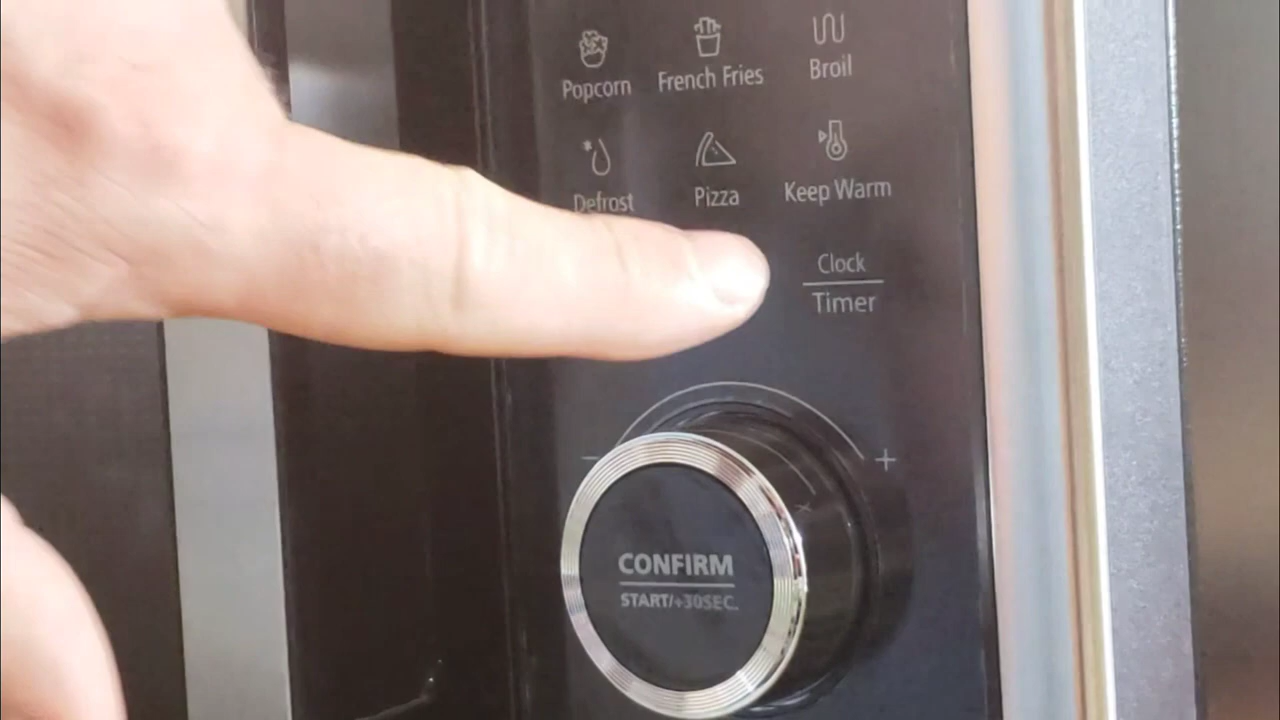 Popcorn
French Fries
Broil
Defrost
Pizza
Keep Warm
Clock
Timer
− +
CONFIRM
START/+30SEC.